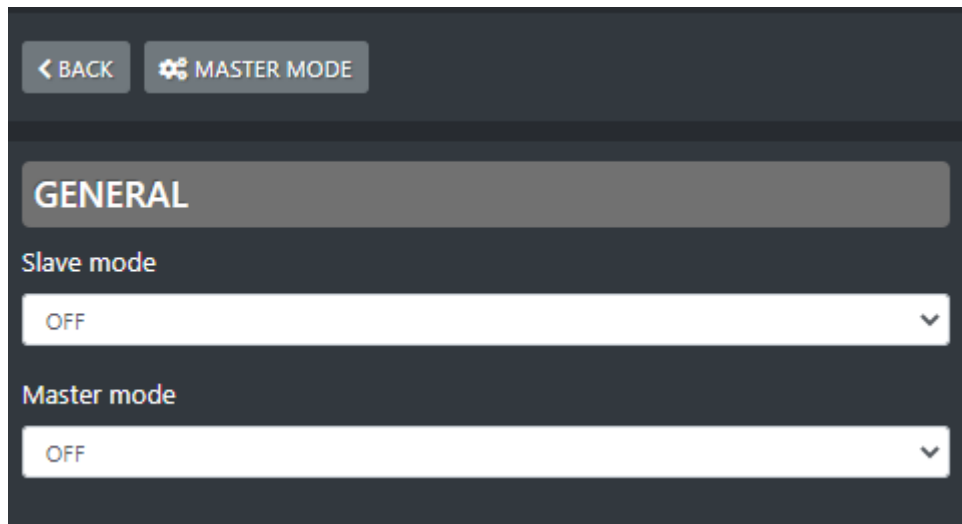 BACK MASTER MODE
GENERAL
Slave mode
OFF
Master mode
OFF